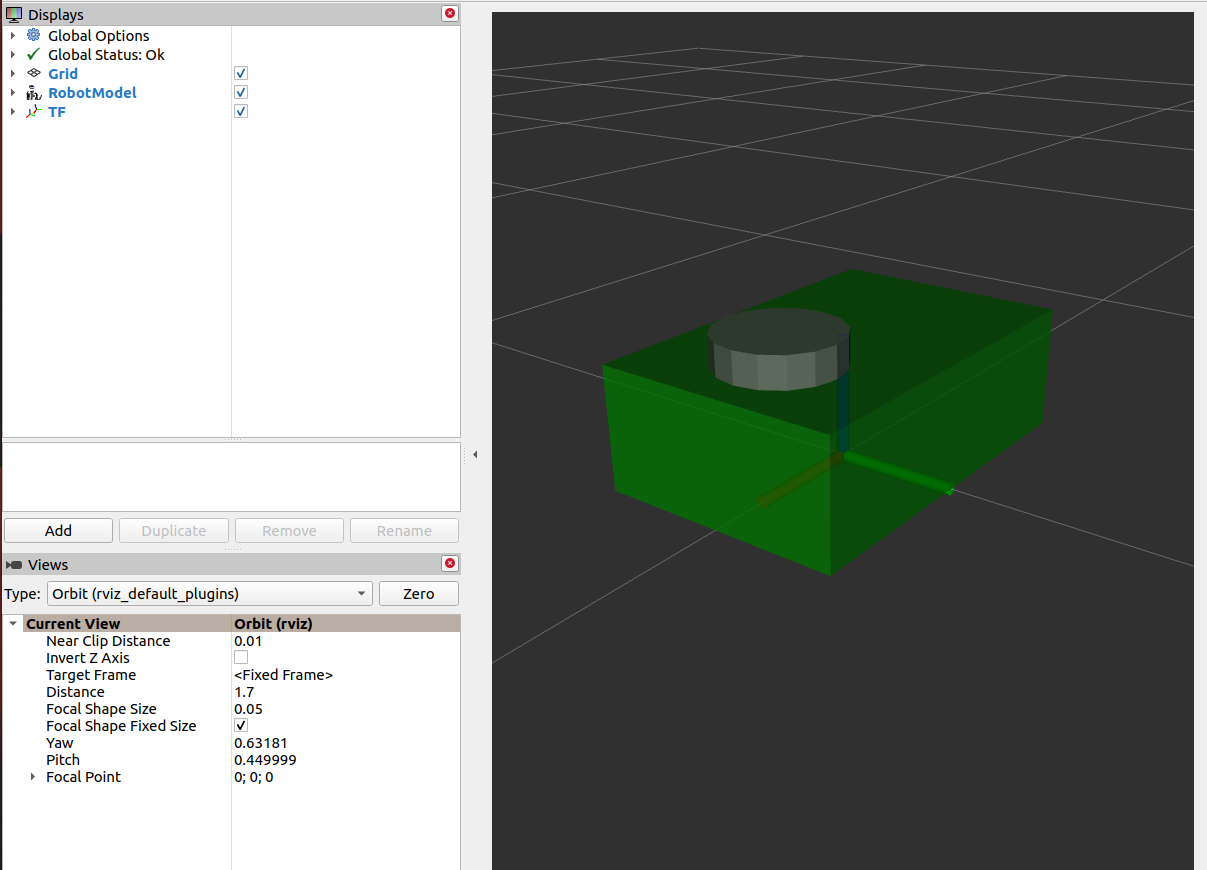 Displays
Global Options
Global Status: Ok
Grid
RobotModel
TF
Add
Duplicate
Remove
Rename
Views
Type: Orbit (rviz_default_plugins) Zero
Current View Orbit (rviz)
Near Clip Distance 0.01
Invert Z Axis
Target Frame <Fixed Frame>
Distance 1.7
Focal Shape Size 0.05
Focal Shape Fixed Size
Yaw 0.63181
Pitch 0.449999
Focal Point 0; 0; 0